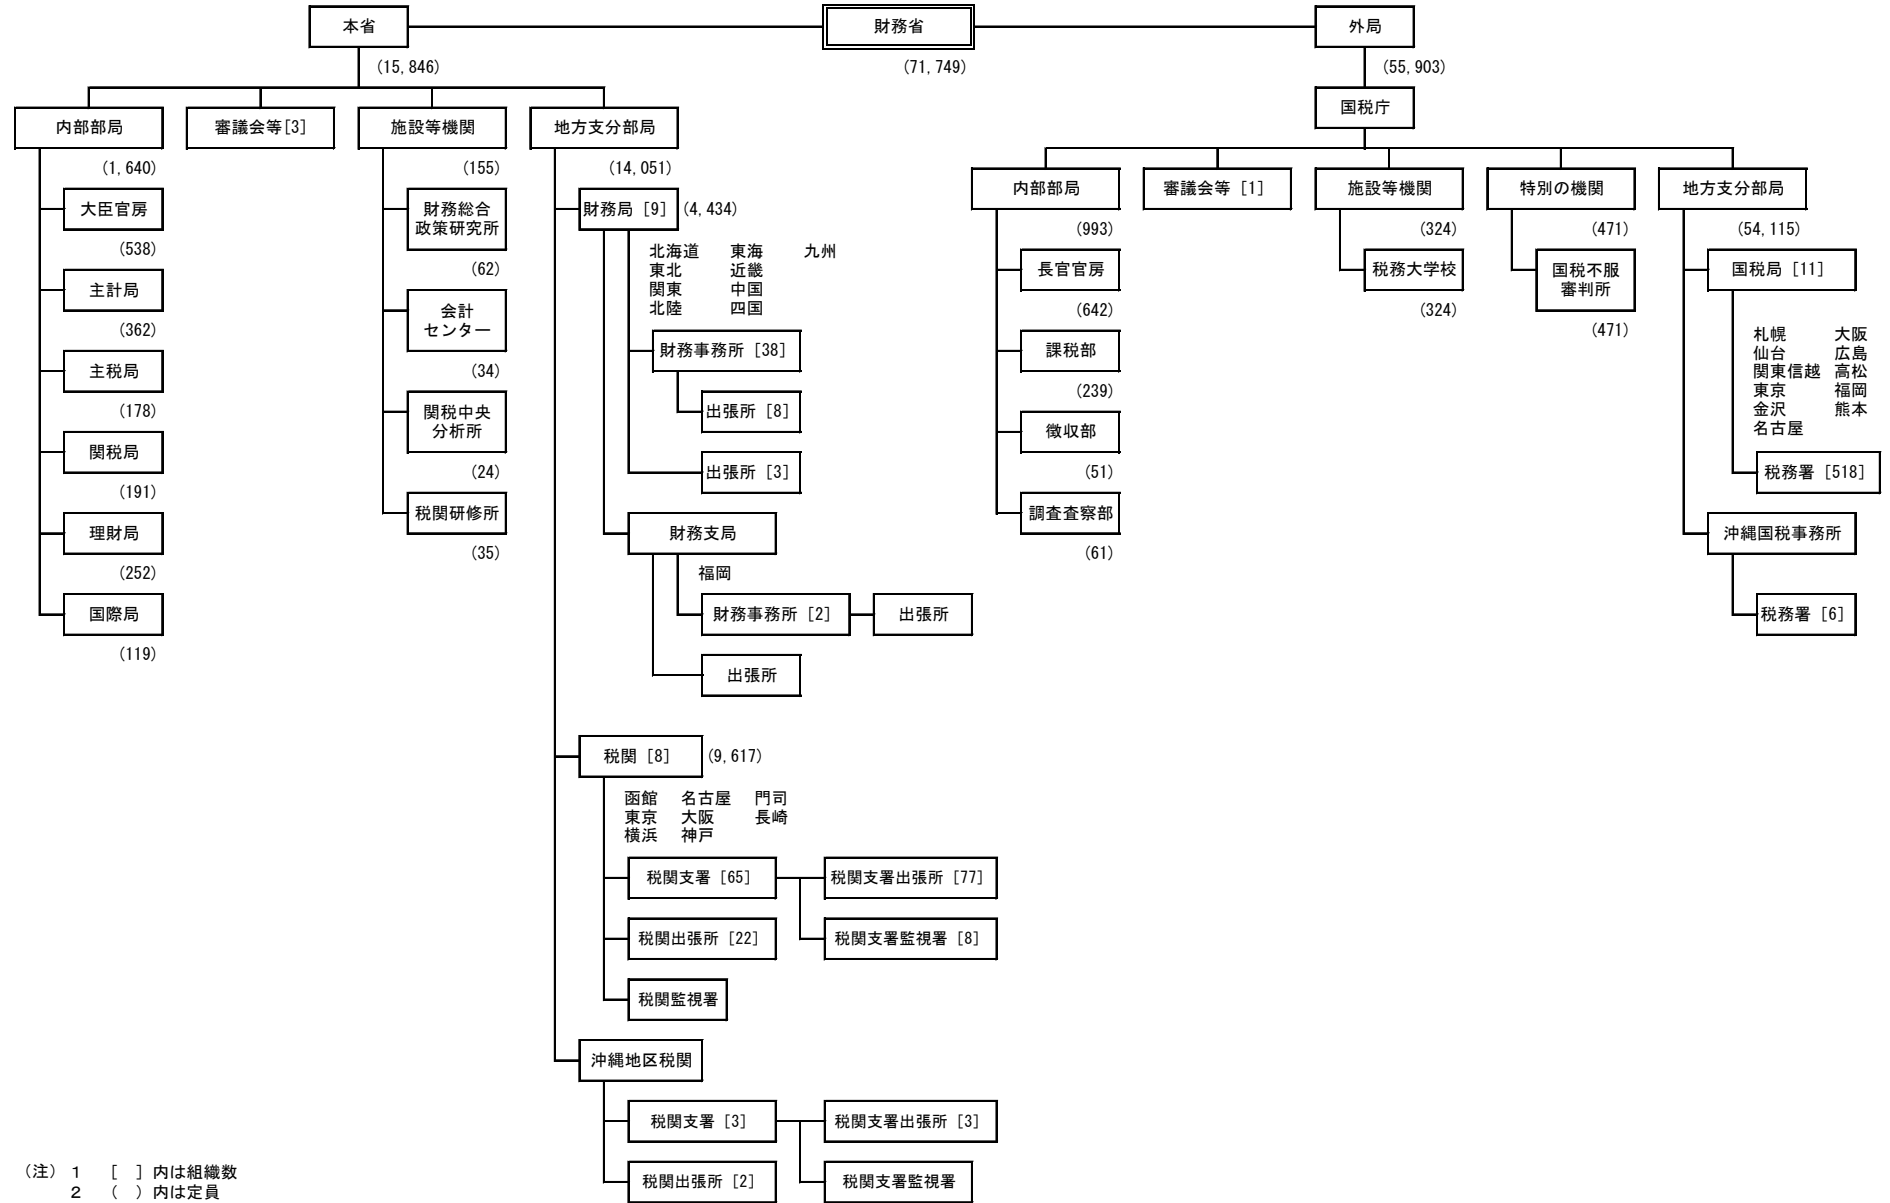 本省
財務省
外局
(15,846)
(71,749)
(55,903)
国税庁
内部部局
審議会等[3]
施設等機関
地方支分部局
(1,640)
(155)
(14,051)
大臣官房
(538)
主計局
(362)
主税局
(178)
関税局
(191)
理財局
(252)
国際局
(119)
財務総合
政策研究所
(62)
会計
センター
(34)
関税中央
分析所
(24)
税関研修所
(35)
財務局 [9]
(4,434)
北海道 東海 九州
東北 近畿
関東 中国
北陸 四国
財務事務所 [38]
出張所 [8]
出張所 [3]
財務支局
福岡
財務事務所 [2]
出張所
出張所
税関 [8]
(9,617)
函館 名古屋 門司
東京 大阪 長崎
横浜 神戸
税関支署 [65]
税関支署出張所 [77]
税関出張所 [22]
税関支署監視署 [8]
税関監視署
沖縄地区税関
税関支署 [3]
税関支署出張所 [3]
税関出張所 [2]
税関支署監視署
内部部局
審議会等 [1]
施設等機関
特別の機関
地方支分部局
(993)
(324)
(471)
(54,115)
長官官房
(642)
課税部
(239)
徴収部
(51)
調査査察部
(61)
税務大学校
(324)
国税不服
審判所
(471)
国税局 [11]
札幌 大阪
仙台 広島
関東信越 高松
東京 福岡
金沢 熊本
名古屋
税務署 [518]
沖縄国税事務所
税務署 [6]
(注) 1 [ ] 内は組織数
2 ( ) 内は定員